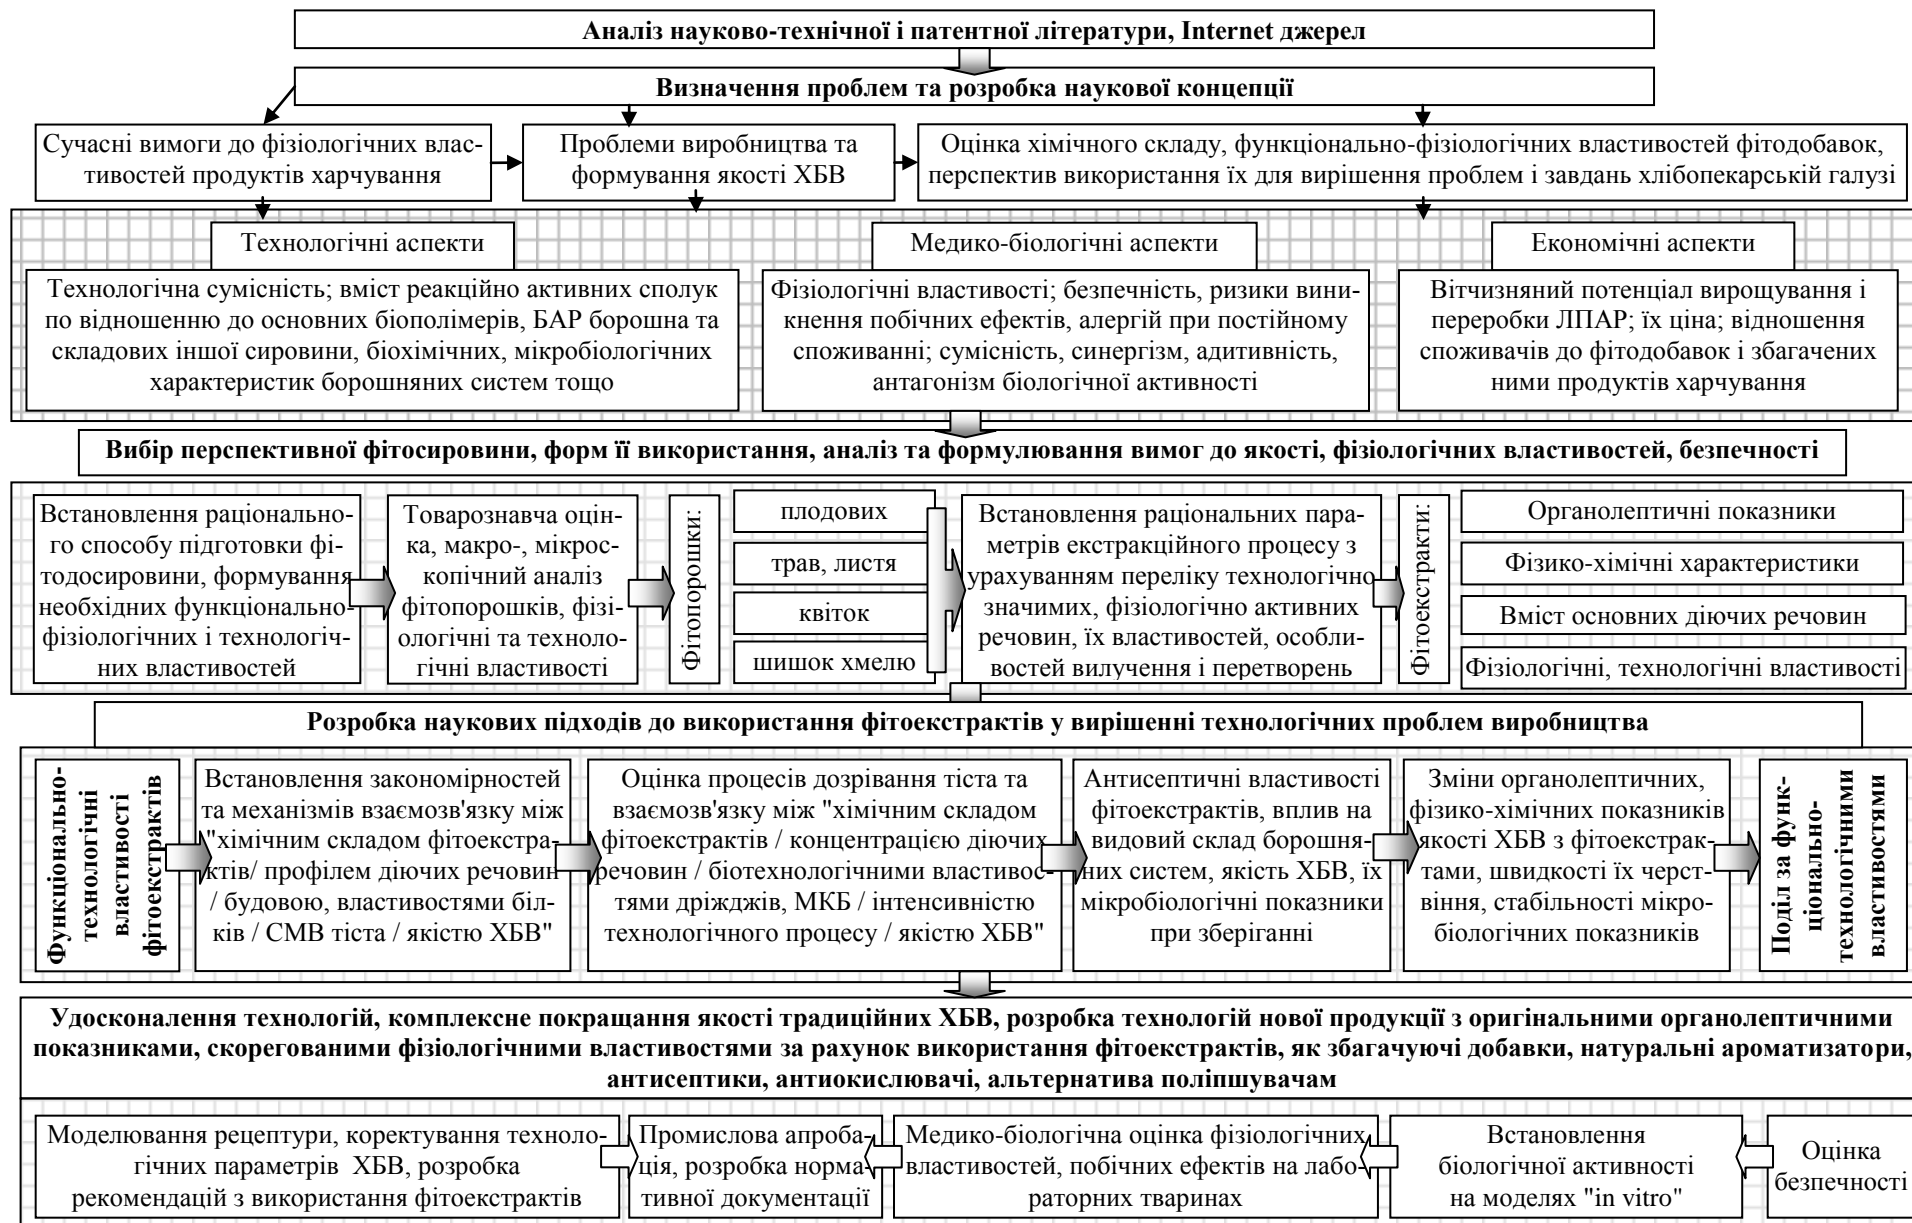 Аналіз науково-технічної і патентної літератури, Internet джерел
Визначення проблем та розробка наукової концепції
Сучасні вимоги до фізіологічних влас-
тивостей продуктів харчування
Проблеми виробництва та
формування якості ХБВ
Оцінка хімічного складу, функціонально-фізіологічних властивостей фітодобавок,
перспектив використання їх для вирішення проблем і завдань хлібопекарській галузі
Технологічні аспекти
Технологічна сумісність; вміст реакційно активних сполук
по відношенню до основних біополімерів, БАР борошна та
складових іншої сировини, біохімічних, мікробіологічних
характеристик борошняних систем тощо
Медико-біологічні аспекти
Фізіологічні властивості; безпечність, ризики вини-
кнення побічних ефектів, алергій при постійному
споживанні; сумісність, синергізм, адитивність,
антагонізм біологічної активності
Економічні аспекти
Вітчизняний потенціал вирощування і
переробки ЛПАР; їх ціна; відношення
споживачів до фітодобавок і збагачених
ними продуктів харчування
Вибір перспективної фітосировини, форм її використання, аналіз та формулювання вимог до якості, фізіологічних властивостей, безпечності
Встановлення раціонально-
го способу підготовки фі-
тодосировини, формування
необхідних функціонально-
фізіологічних і технологіч-
них властивостей
Товарознавча оцін-
ка, макро-, мікрос-
копічний аналіз
фітопорошків, фізі-
ологічні та техноло-
гічні властивості
Фітопорошки:
плодових
трав, листя
квіток
шишок хмелю
Встановлення раціональних пара-
метрів екстракційного процесу з
урахуванням переліку технологічно
значимих, фізіологічно активних
речовин, їх властивостей, особли-
востей вилучення і перетворень
Фітоекстракти:
Органолептичні показники
Фізико-хімічні характеристики
Вміст основних діючих речовин
Фізіологічні, технологічні властивості
Розробка наукових підходів до використання фітоекстрактів у вирішенні технологічних проблем виробництва
Функціонально-
технологічні
властивості
фітоекстрактів
Встановлення закономірностей
та механізмів взаємозв'язку між
"хімічним складом фітоекстра-
ктів/ профілем діючих речовин
/ будовою, властивостями біл-
ків / СМВ тіста / якістю ХБВ"
Оцінка процесів дозрівання тіста та
взаємозв'язку між "хімічним складом
фітоекстрактів / концентрацією діючих
речовин / біотехнологічними властивос-
тями дріжджів, МКБ / інтенсивністю
технологічного процесу / якістю ХБВ"
Антисептичні властивості
фітоекстрактів, вплив на
видовий склад борошня-
них систем, якість ХБВ, їх
мікробіологічні показники
при зберіганні
Зміни органолептичних,
фізико-хімічних показників
якості ХБВ з фітоекстрак-
тами, швидкості їх черст-
віння, стабільності мікро-
біологічних показників
Поділ за функ-
ціонально-
технологічними
властивостями
Удосконалення технологій, комплексне покращання якості традиційних ХБВ, розробка технологій нової продукції з оригінальними органолептичними
показниками, скорегованими фізіологічними властивостями за рахунок використання фітоекстрактів, як збагачуючі добавки, натуральні ароматизатори,
антисептики, антиокислювачі, альтернатива поліпшувачам
Моделювання рецептури, коректування техноло-
гічних параметрів ХБВ, розробка
рекомендацій з використання фітоекстрактів
Промислова апроба-
ція, розробка норма-
тивної документації
Медико-біологічна оцінка фізіологічних
властивостей, побічних ефектів на лабо-
раторних тваринах
Встановлення
біологічної активності
на моделях "in vitro"
Оцінка
безпечності